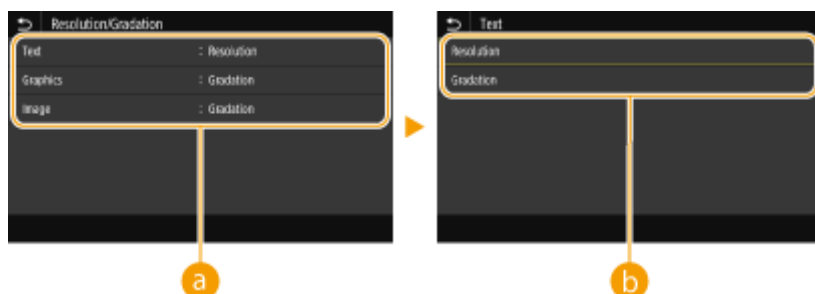 Resolution/Gradation
Text : Resolution
Graphics : Gradation
Image : Gradation
a
Text
Resolution
Gradation
b